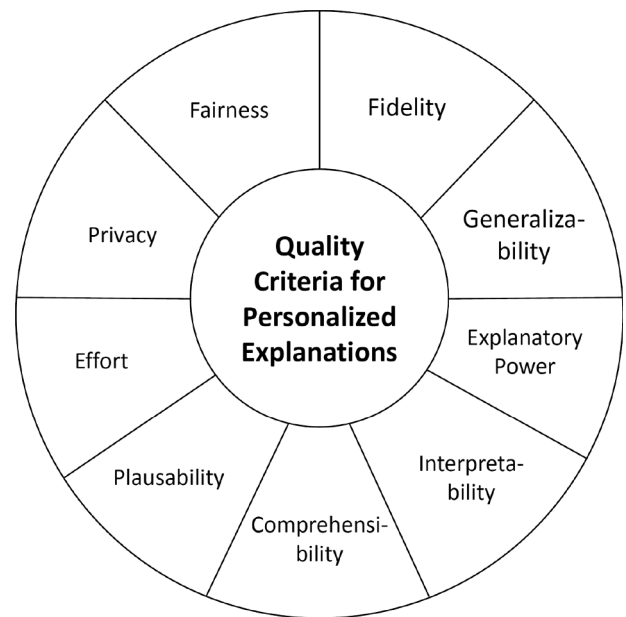 Fairness
Fidelity
Generaliza-
bility
Explanatory
Power
Interpreta-
bility
Comprehensi-
bility
Plausability
Effort
Privacy
Quality
Criteria for
Personalized
Explanations